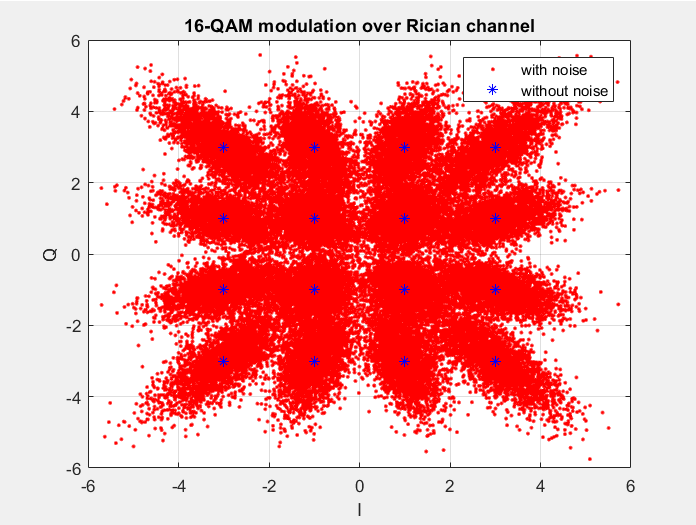 16-QAM modulation over Rician channel
with noise
without noise
6
4
2
0
-2
-4
-6
Q
-6
-4
-2
0
2
4
6
I